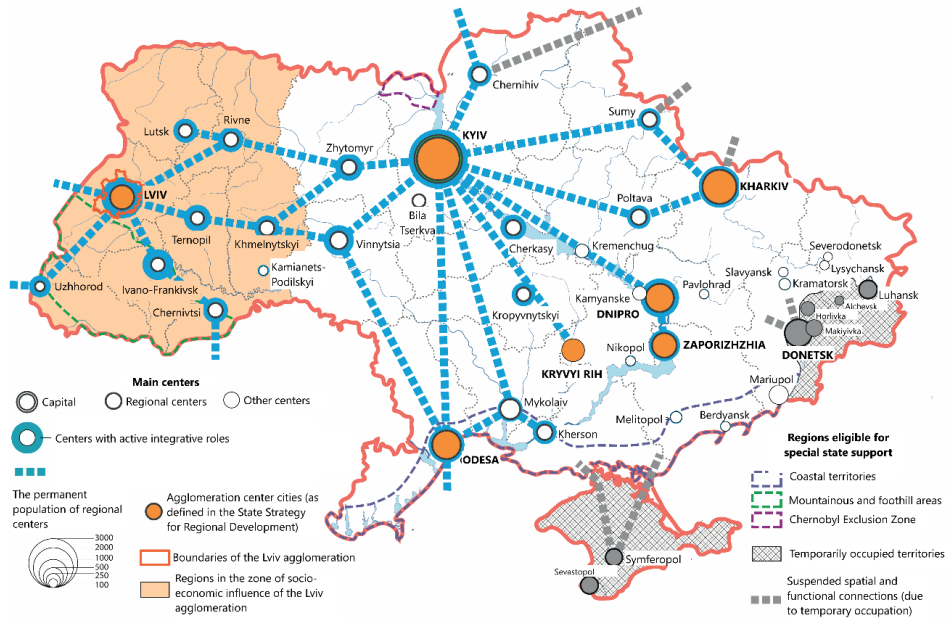 Chernihiv
Sumy
KYIV
Rivne
Lutsk
Zhytomyr
LVIV
KHARKIV
Bila
Tserkva
Poltava
Ternopil
Khmelnytskyi
Vinnytsia
Cherkasy
Kremenchug
Severodonetsk
Lysychansk
Slavyansk
Kramatorsk
Kamianets-
Podilskyi
Uzhhorod
Ivano-Frankivsk
Chernivtsi
Kamyanske
Pavlohrad
Luhansk
Alchevsk
Horlivka
Makiyivka
DNIPRO
Kropyvnytskyi
ZAPORIZHZHIA
DONETSK
Nikopol
KRYVYI RIH
Mariupol
Mykolaiv
Melitopol
Berdyansk
Kherson
ODESA
Symferopol
Sevastopol
Main centers
Capital
Regional centers
Other centers
Centers with active integrative roles
The permanent
population of regional
centers
3000
2000
1000
500
250
100
Agglomeration center cities (as
defined in the State Strategy
for Regional Development)
Boundaries of the Lviv agglomeration
Regions in the zone of socio-
economic influence of the Lviv
agglomeration
Regions eligible for
special state support
Coastal territories
Mountainous and foothill areas
Chernobyl Exclusion Zone
Temporarily occupied territories
Suspended spatial and
functional connections (due
to temporary occupation)